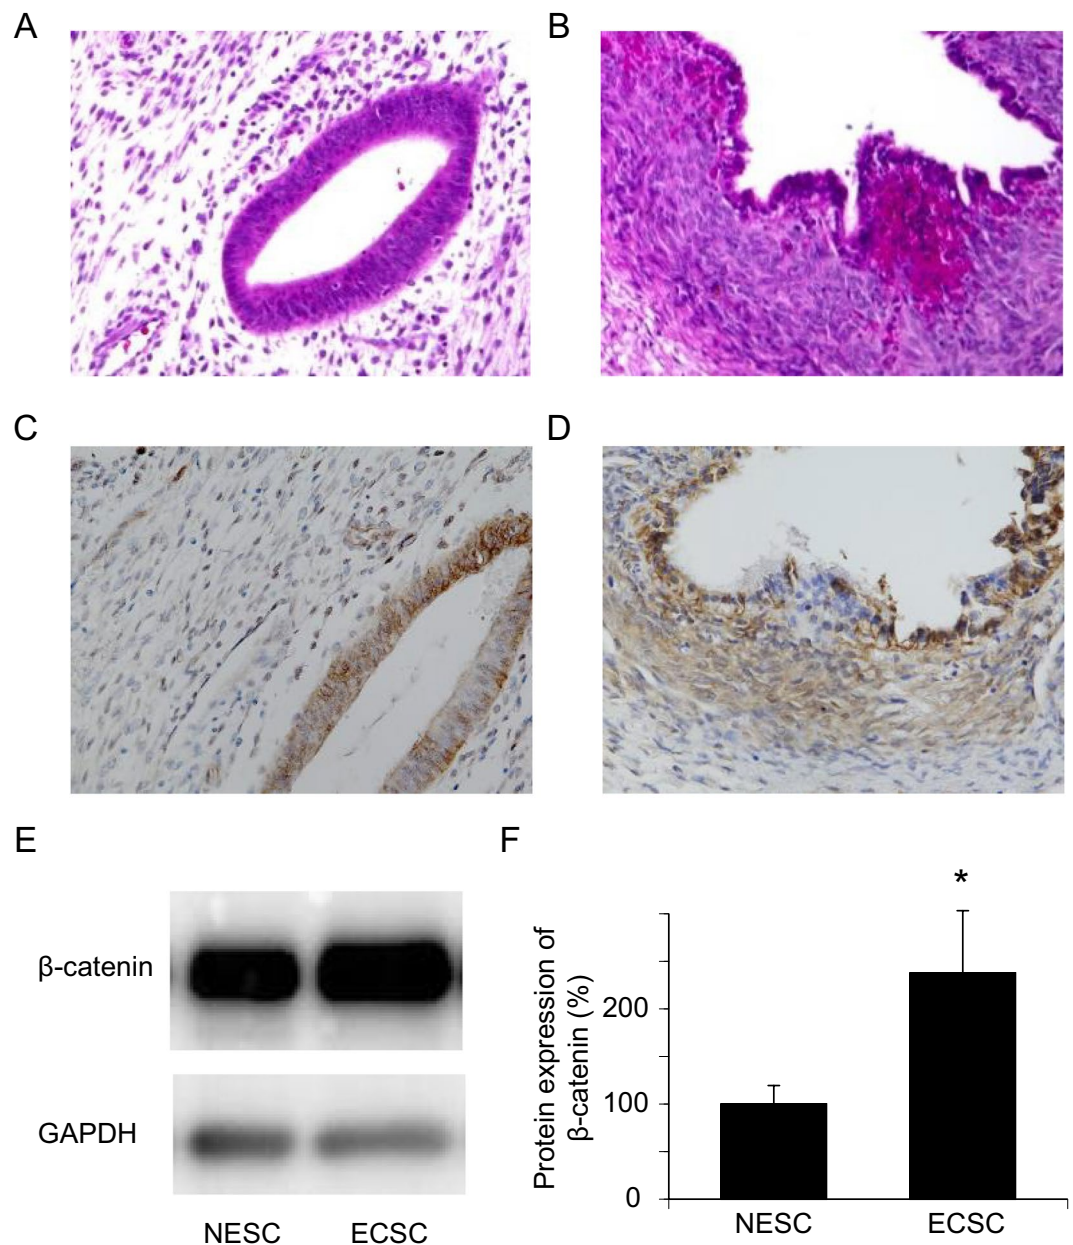 A
B
C
D
E
F
β-catenin
GAPDH
NESC ECSC
*
Protein expression of
β-catenin (%)
200
100
0
NESC ECSC